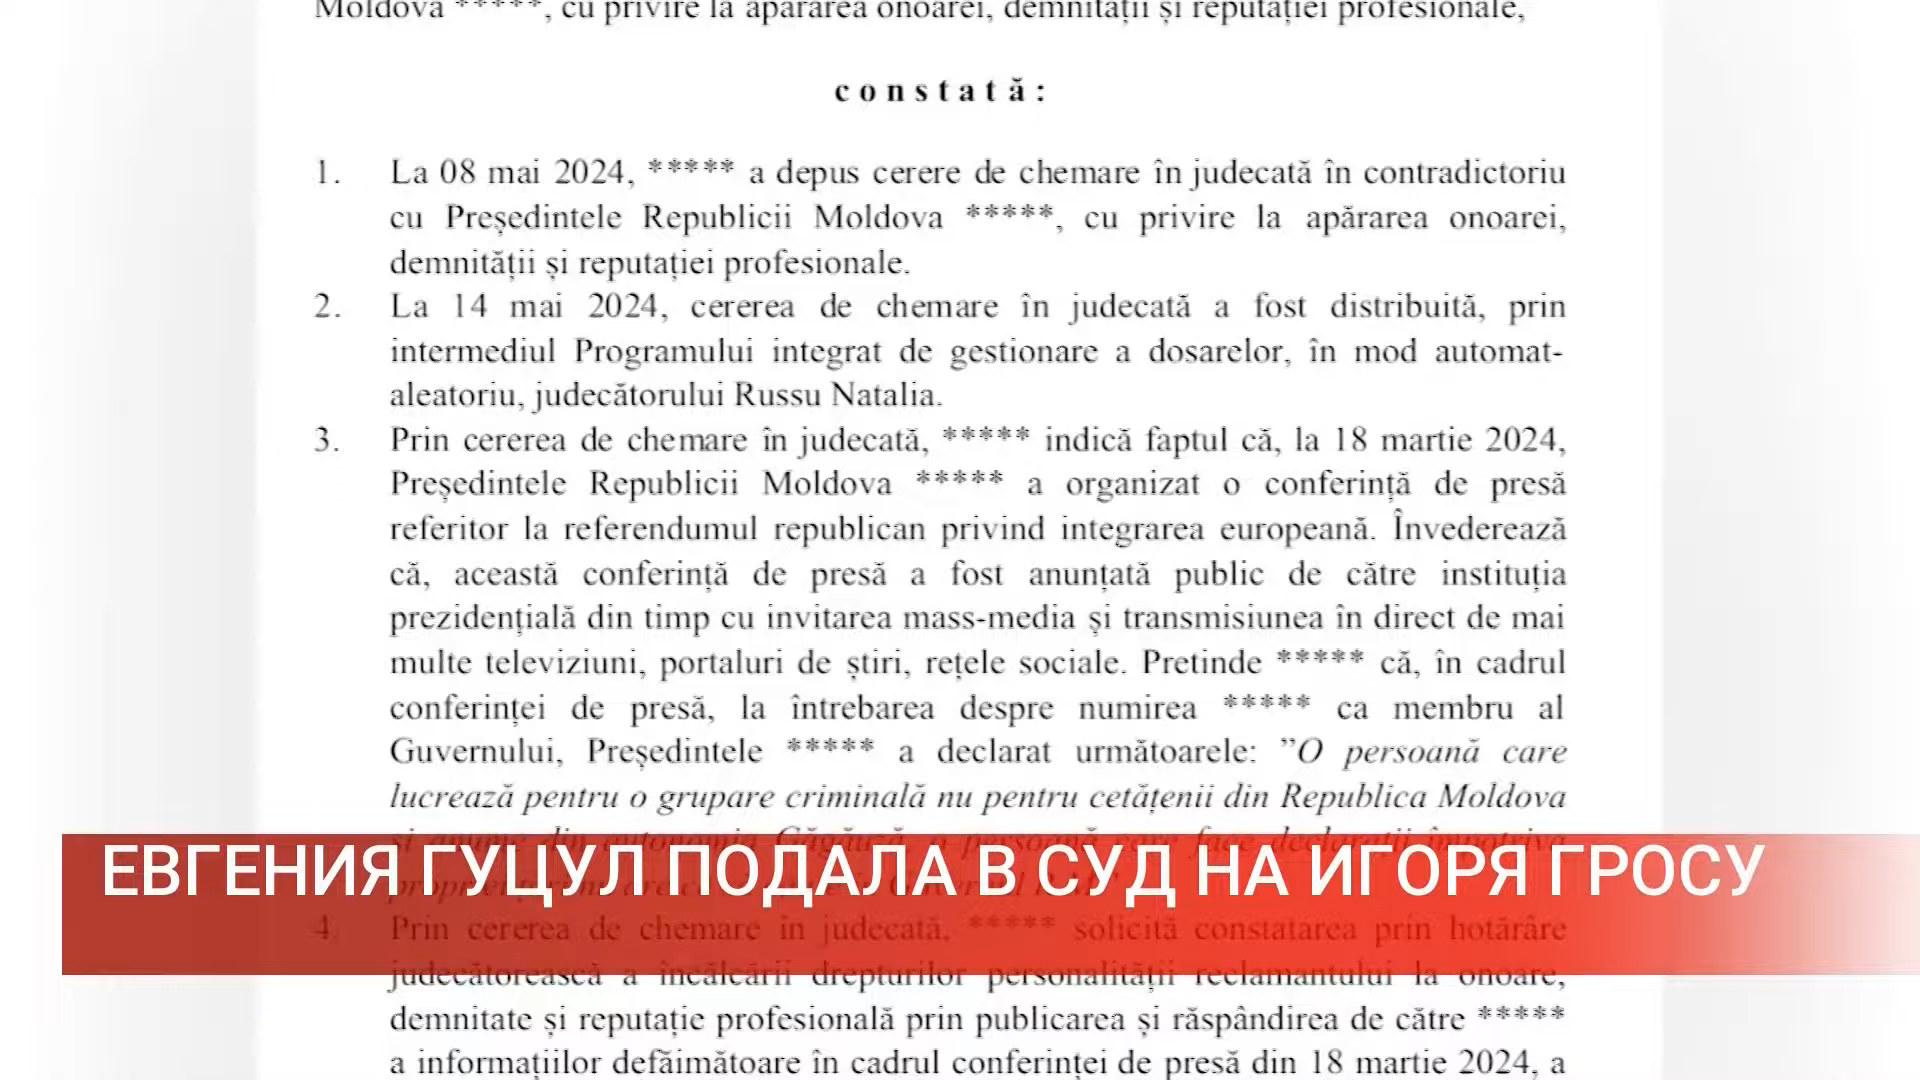 Moldova *****, cu privire la apărarea onoarei, demnității și reputației profesionale,
constată:
1. La 08 mai 2024, ***** a depus cerere de chemare în judecată în contradictoriu
cu Președintele Republicii Moldova *****, cu privire la apărarea onoarei,
demnității și reputației profesionale.
2. La 14 mai 2024, cererea de chemare în judecată a fost distribuită, prin
intermediul Programului integrat de gestionare a dosarelor, în mod automat-
aleatoriu, judecătorului Russu Natalia.
3. Prin cererea de chemare în judecată, ***** indică faptul că, la 18 martie 2024,
Președintele Republicii Moldova ***** a organizat o conferință de presă
referitor la referendumul republican privind integrarea europeană. Învederează
că, această conferință de presă a fost anunțată public de către instituția
prezidențială din timp cu invitarea mass-media și transmisiunea în direct de mai
multe televiziuni, portaluri de știri, rețele sociale. Pretinde ***** că, în cadrul
conferinței de presă, la întrebarea despre numirea ***** ca membru al
Guvernului, Președintele ***** a declarat următoarele: ”O persoană care
lucrează pentru o grupare criminală nu pentru cetățenii din Republica Moldova
și anume din autonomia Găgăuză, o persoană care face declarații împotriva
ЕВГЕНИЯ ГУЦУЛ ПОДАЛА В СУД НА ИГОРЯ ГРОСУ
4. Prin cererea de chemare în judecată, ***** solicită constatarea prin hotărâre
judecătorească a încălcării drepturilor personalității reclamantului la onoare,
demnitate și reputație profesională prin publicarea și răspândirea de către *****
a informațiilor defăimătoare în cadrul conferinței de presă din 18 martie 2024, a